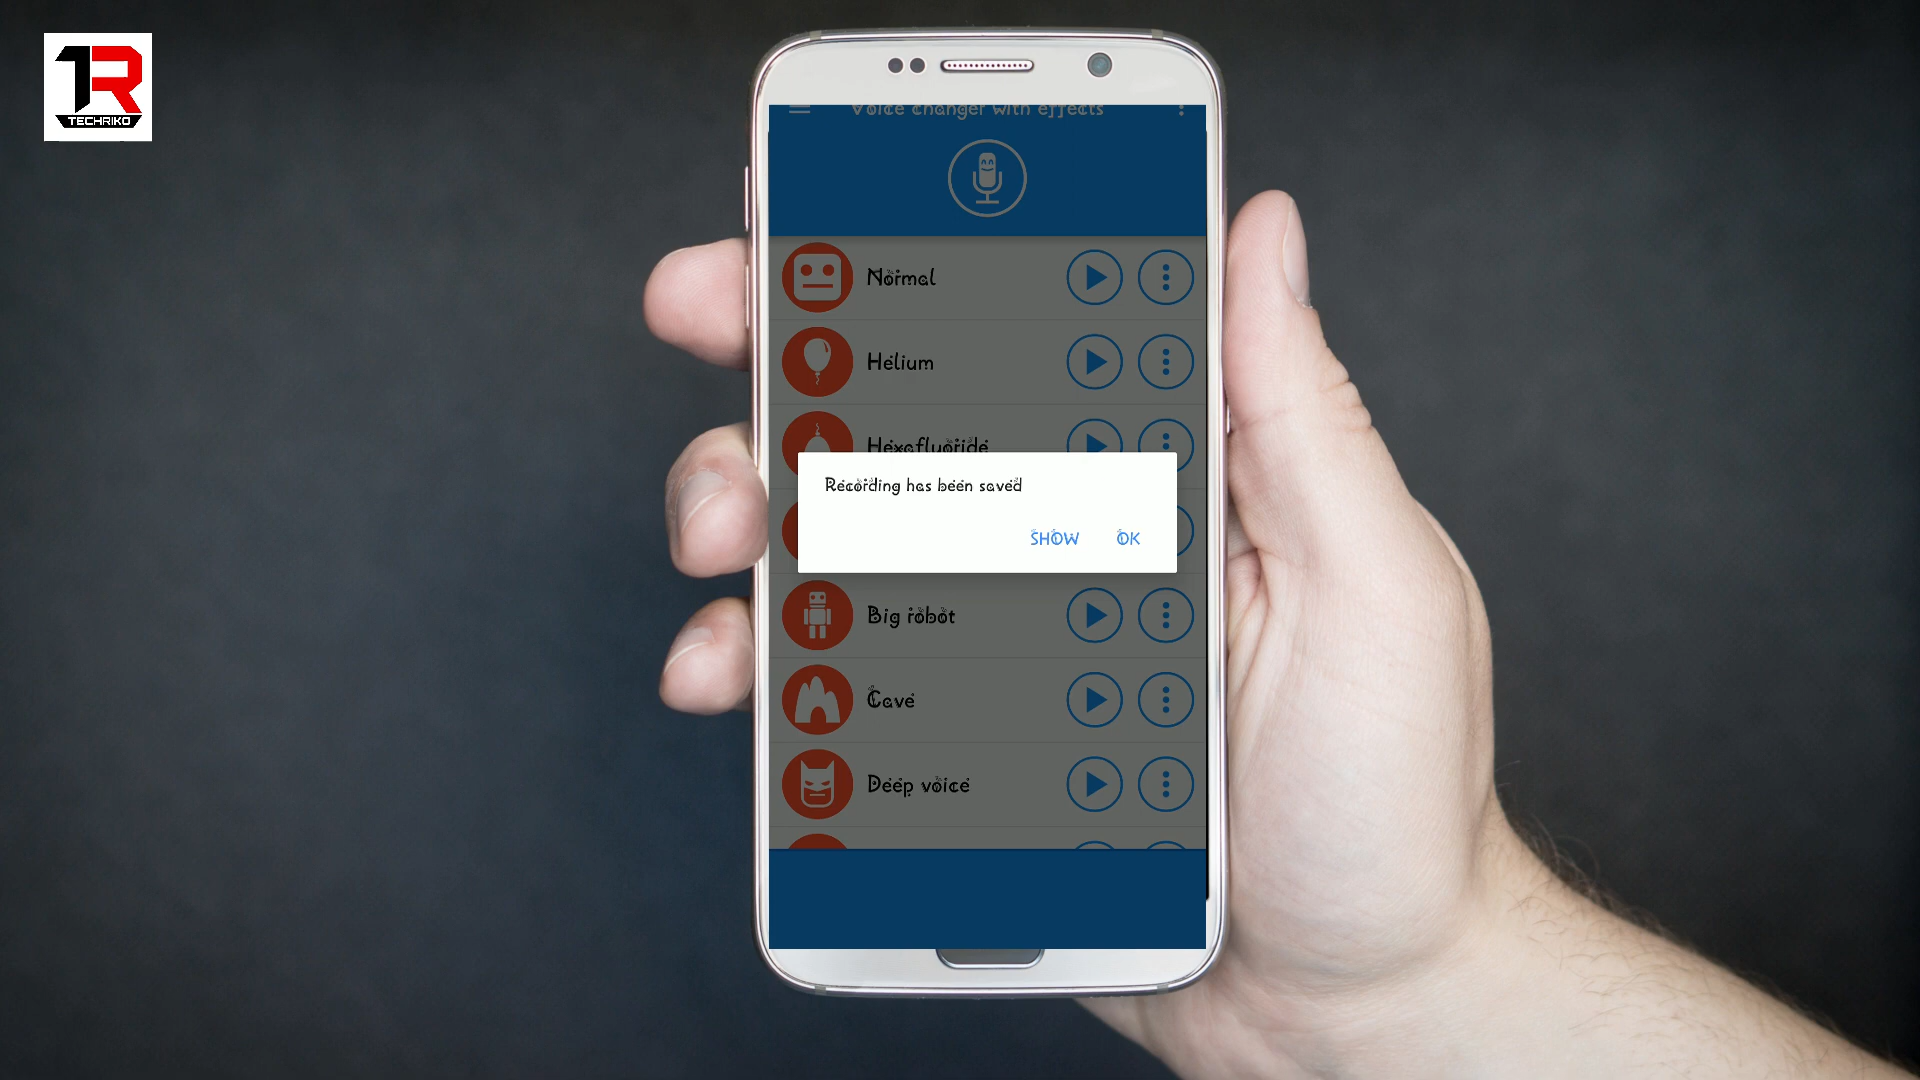 TECHRIKO
Voice changer with effects
Normal
Helium
Hexafluoride
Recording has been saved
SHOW OK
Big robot
Cave
Deep voice